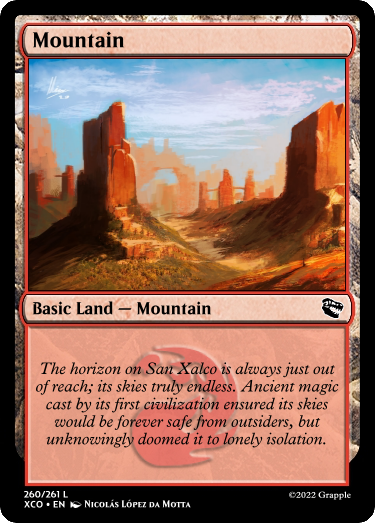 Mountain
Basic Land — Mountain
The horizon on San Xalco is always just out
of reach; its skies truly endless. Ancient magic
cast by its first civilization ensured its skies
would be forever safe from outsiders, but
unknowingly doomed it to lonely isolation.
260/261 L
XCO • EN Nicolás López da Motta
©2022 Grapple